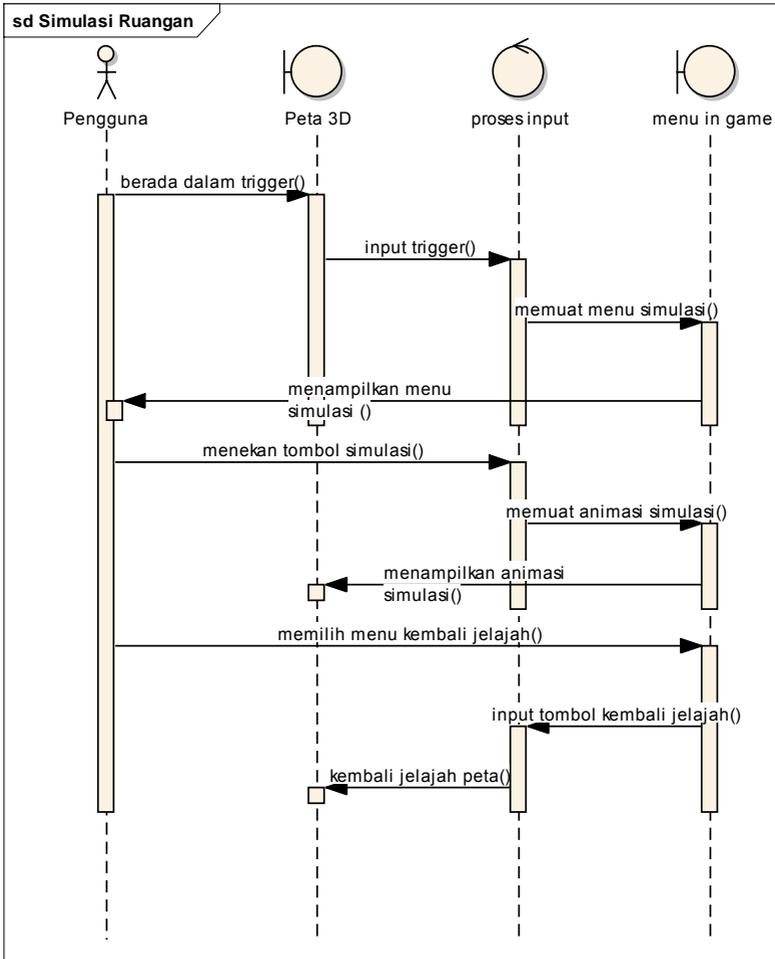 sd Simulasi Ruangan
Pengguna
Peta 3D
proses input
menu in game
berada dalam trigger()
input trigger()
memuat menu simulasi()
menampilkan menu
simulasi ()
menekan tombol simulasi()
memuat animasi simulasi()
menampilkan animasi
simulasi()
memilih menu kembali jelajah()
input tombol kembali jelajah()
kembali jelajah peta()